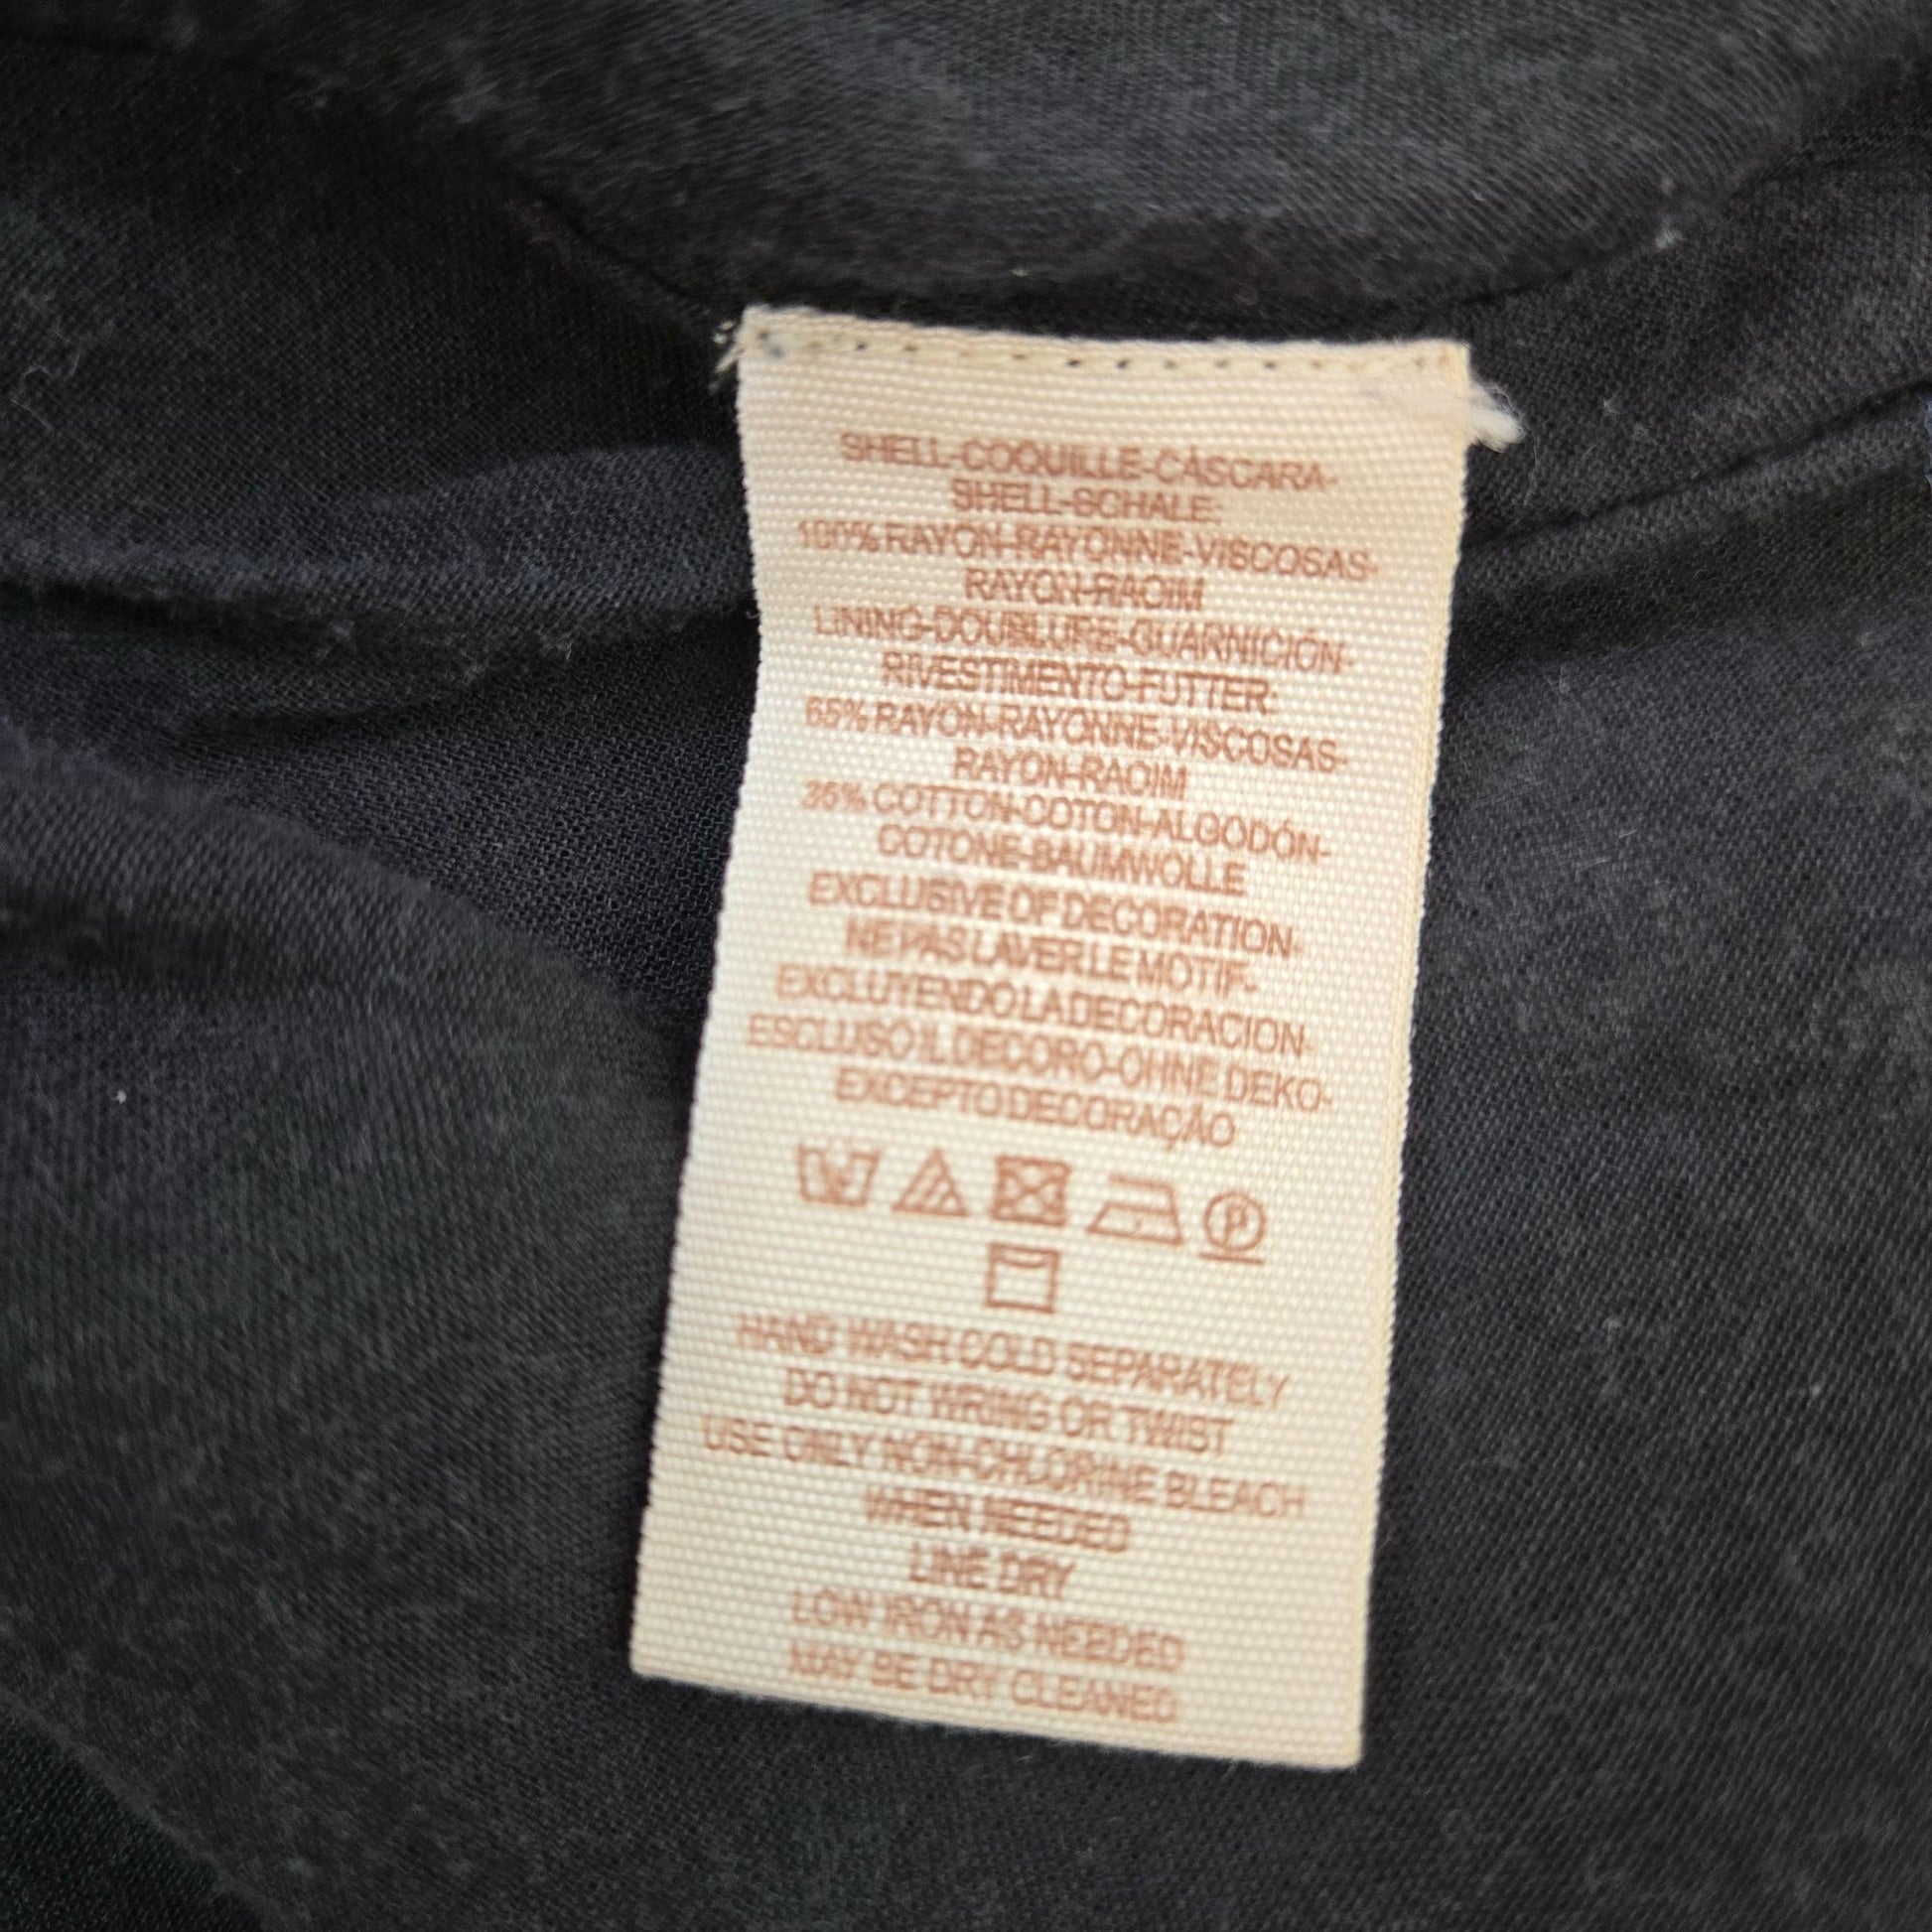 SHELL-COQUILLE-CÁSCARA-
SHELL-SCHALE:
100% RAYON-RAYONNE-VISCOSAS-
RAYON-RAOIIM
LINING-DOUBLURE-GUARNICIÓN-
RIVESTIMENTO-FUTTER:
65% RAYON-RAYONNE-VISCOSAS-
RAYON-RAOIM
35% COTTON-COTON-ALGODÓN-
COTONE-BAUMWOLLE
EXCLUSIVE OF DECORATION-
NE PAS LAVER LE MOTIF-
EXCLUYENDO LA DECORACION-
ESCLUSO IL DECORO-OHNE DEKO-
EXCEPTO DECORAÇÃO
P
HAND WASH COLD SEPARATELY
DO NOT WRING OR TWIST
USE ONLY NON-CHLORINE BLEACH
WHEN NEEDED
LINE DRY
LOW IRON AS NEEDED
MAY BE DRY CLEANED